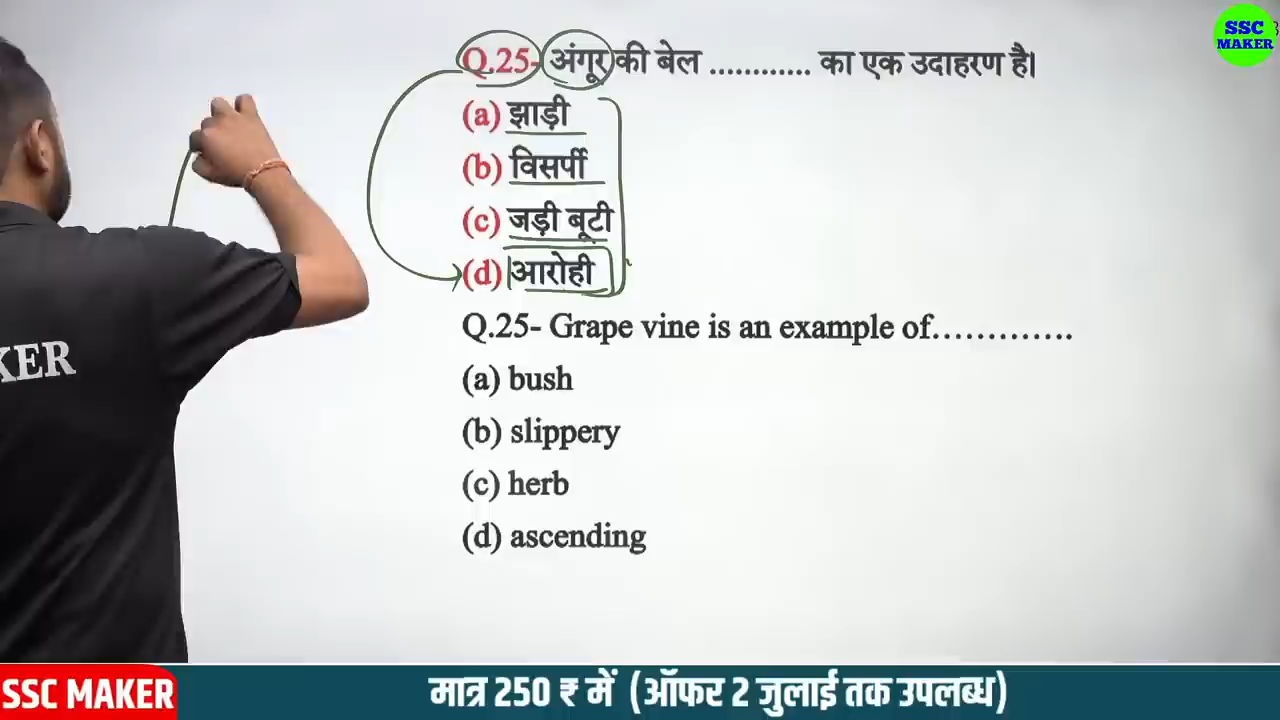 SSC
MAKER
Q.25- अंगूर की बेल ............ का एक उदाहरण है।
(a) झाड़ी
(b) विसर्पी
(c) जड़ी बूटी
(d) आरोही
Q.25- Grape vine is an example of.............
(a) bush
(b) slippery
(c) herb
(d) ascending
KER
SSC MAKER
मात्र 250 ₹ में (ऑफर 2 जुलाई तक उपलब्ध)